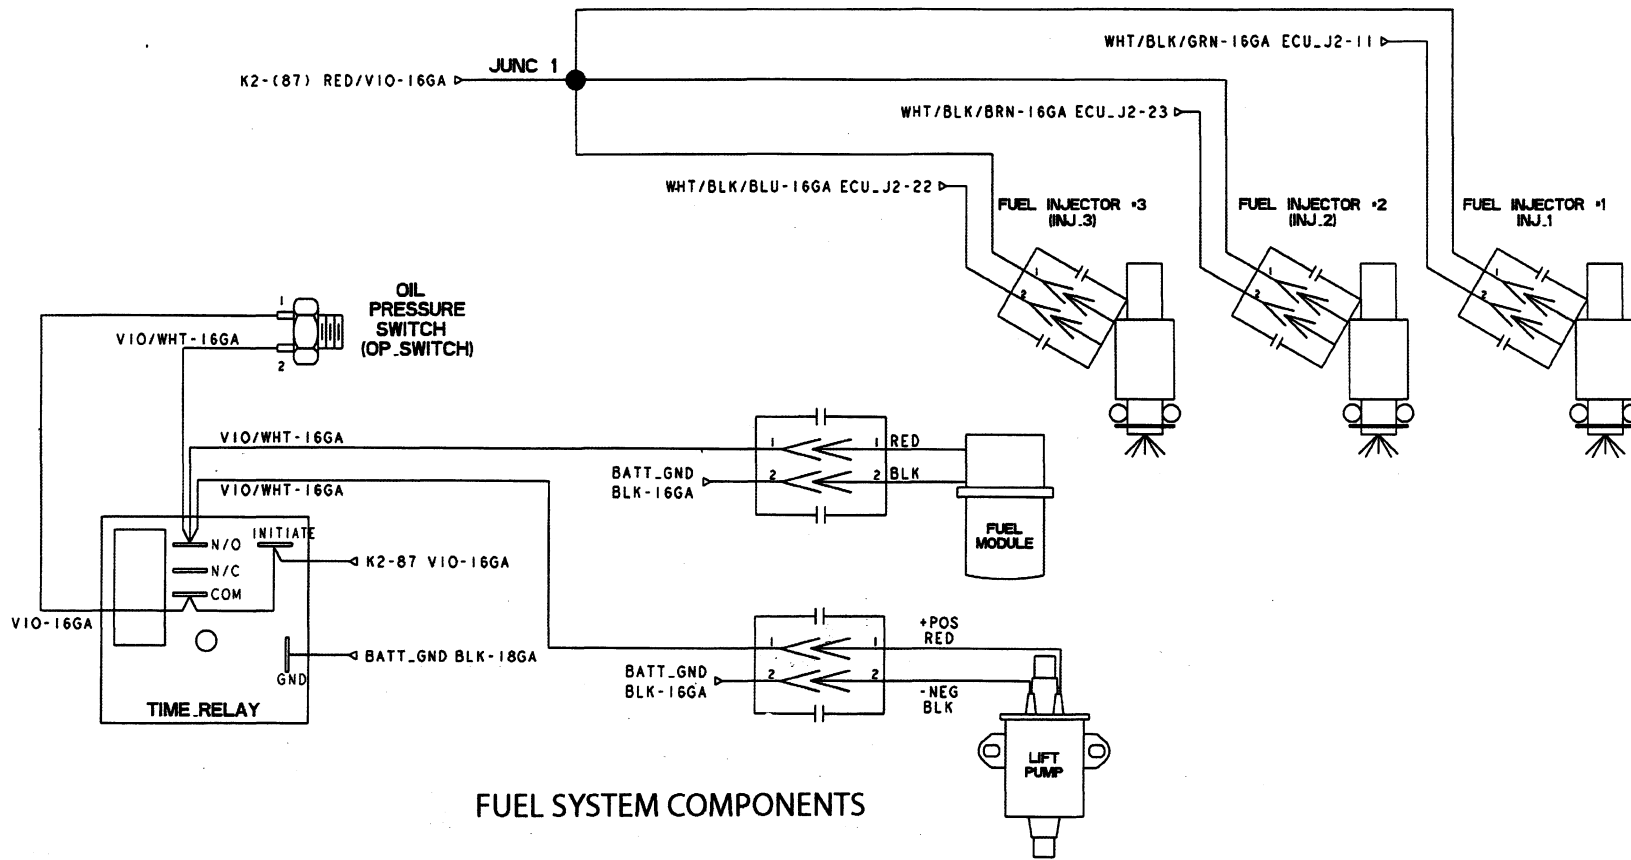 WHT/BLK/GRN-16GA ECU_J2-11
JUNC 1
K2-(87) RED/VIO-16GA
WHT/BLK/BRN-16GA ECU_J2-23
WHT/BLK/BLU-16GA ECU_J2-22
FUEL INJECTOR #3
(INJ_3)
FUEL INJECTOR #2
(INJ_2)
FUEL INJECTOR #1
INJ_1
1
2
1
2
1
2
OIL
PRESSURE
SWITCH
(OP_SWITCH)
1
VIO/WHT-16GA
2
VIO/WHT-16GA
1
1
RED
BATT_GND
BLK-16GA
2
2
BLK
VIO/WHT-16GA
FUEL
MODULE
INITIATE
N/O
N/C
COM
K2-87 VIO-16GA
VIO-16GA
BATT_GND BLK-18GA
GND
TIME_RELAY
+POS
RED
1
1
BATT_GND
BLK-16GA
2
2
-NEG
BLK
LIFT
PUMP
FUEL SYSTEM COMPONENTS